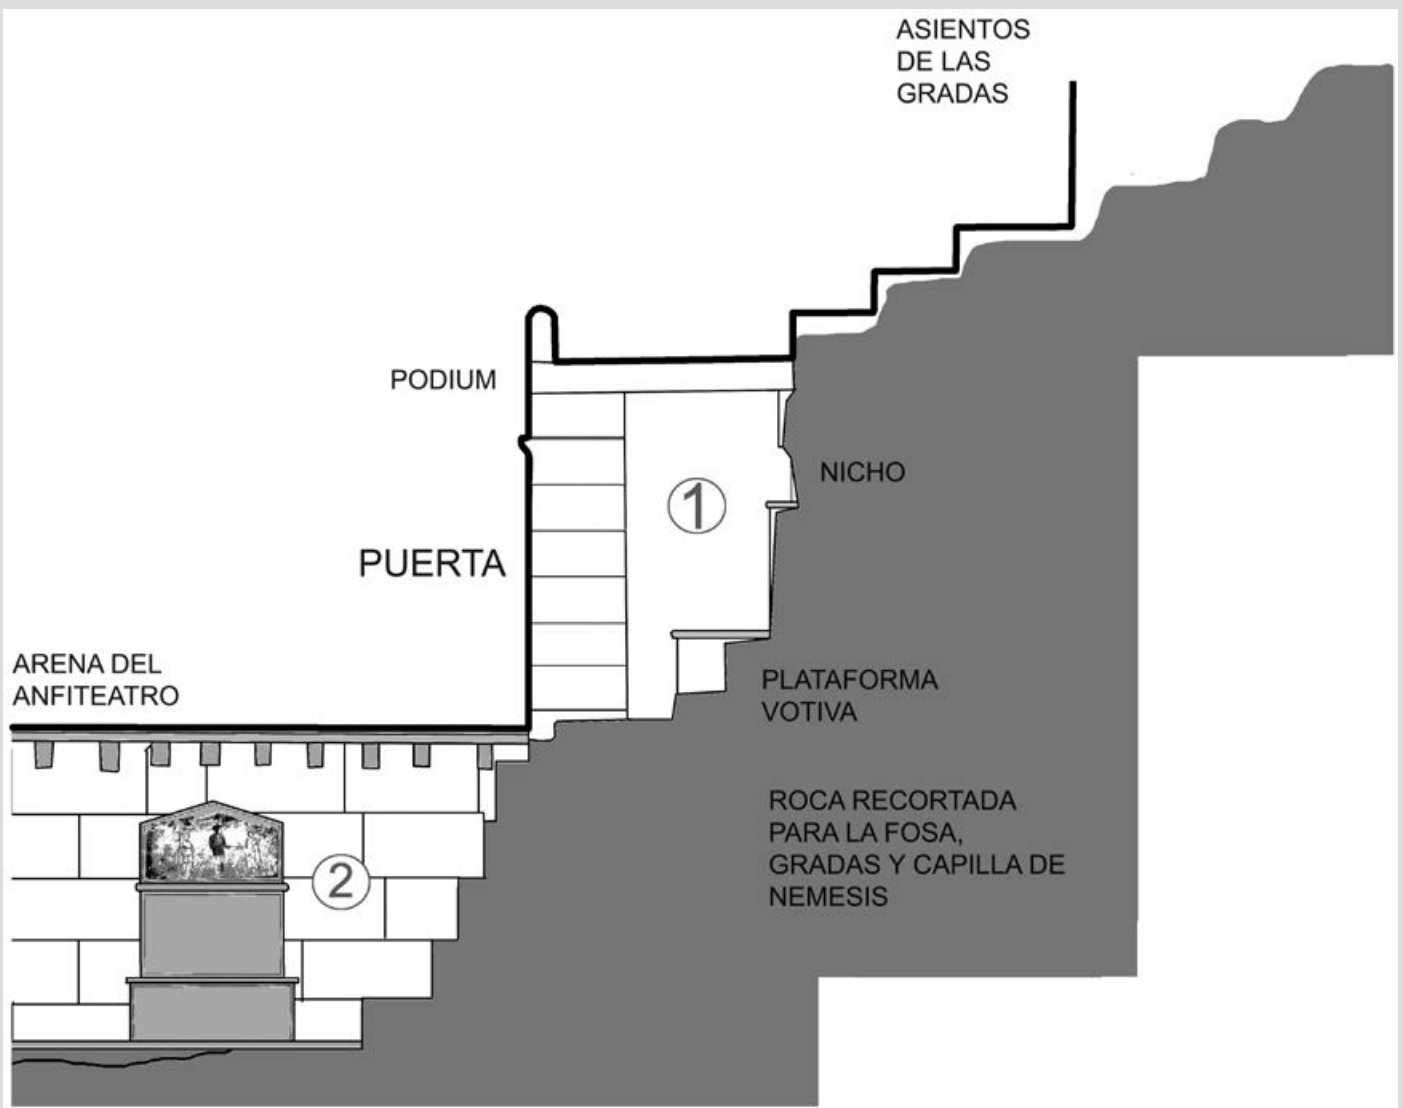 ASIENTOS
DE LAS
GRADAS
PODIUM
NICHO
1
PUERTA
ARENA DEL
ANFITEATRO
PLATAFORMA
VOTIVA
ROCA RECORTADA
PARA LA FOSA,
GRADAS Y CAPILLA DE
NEMESIS
2